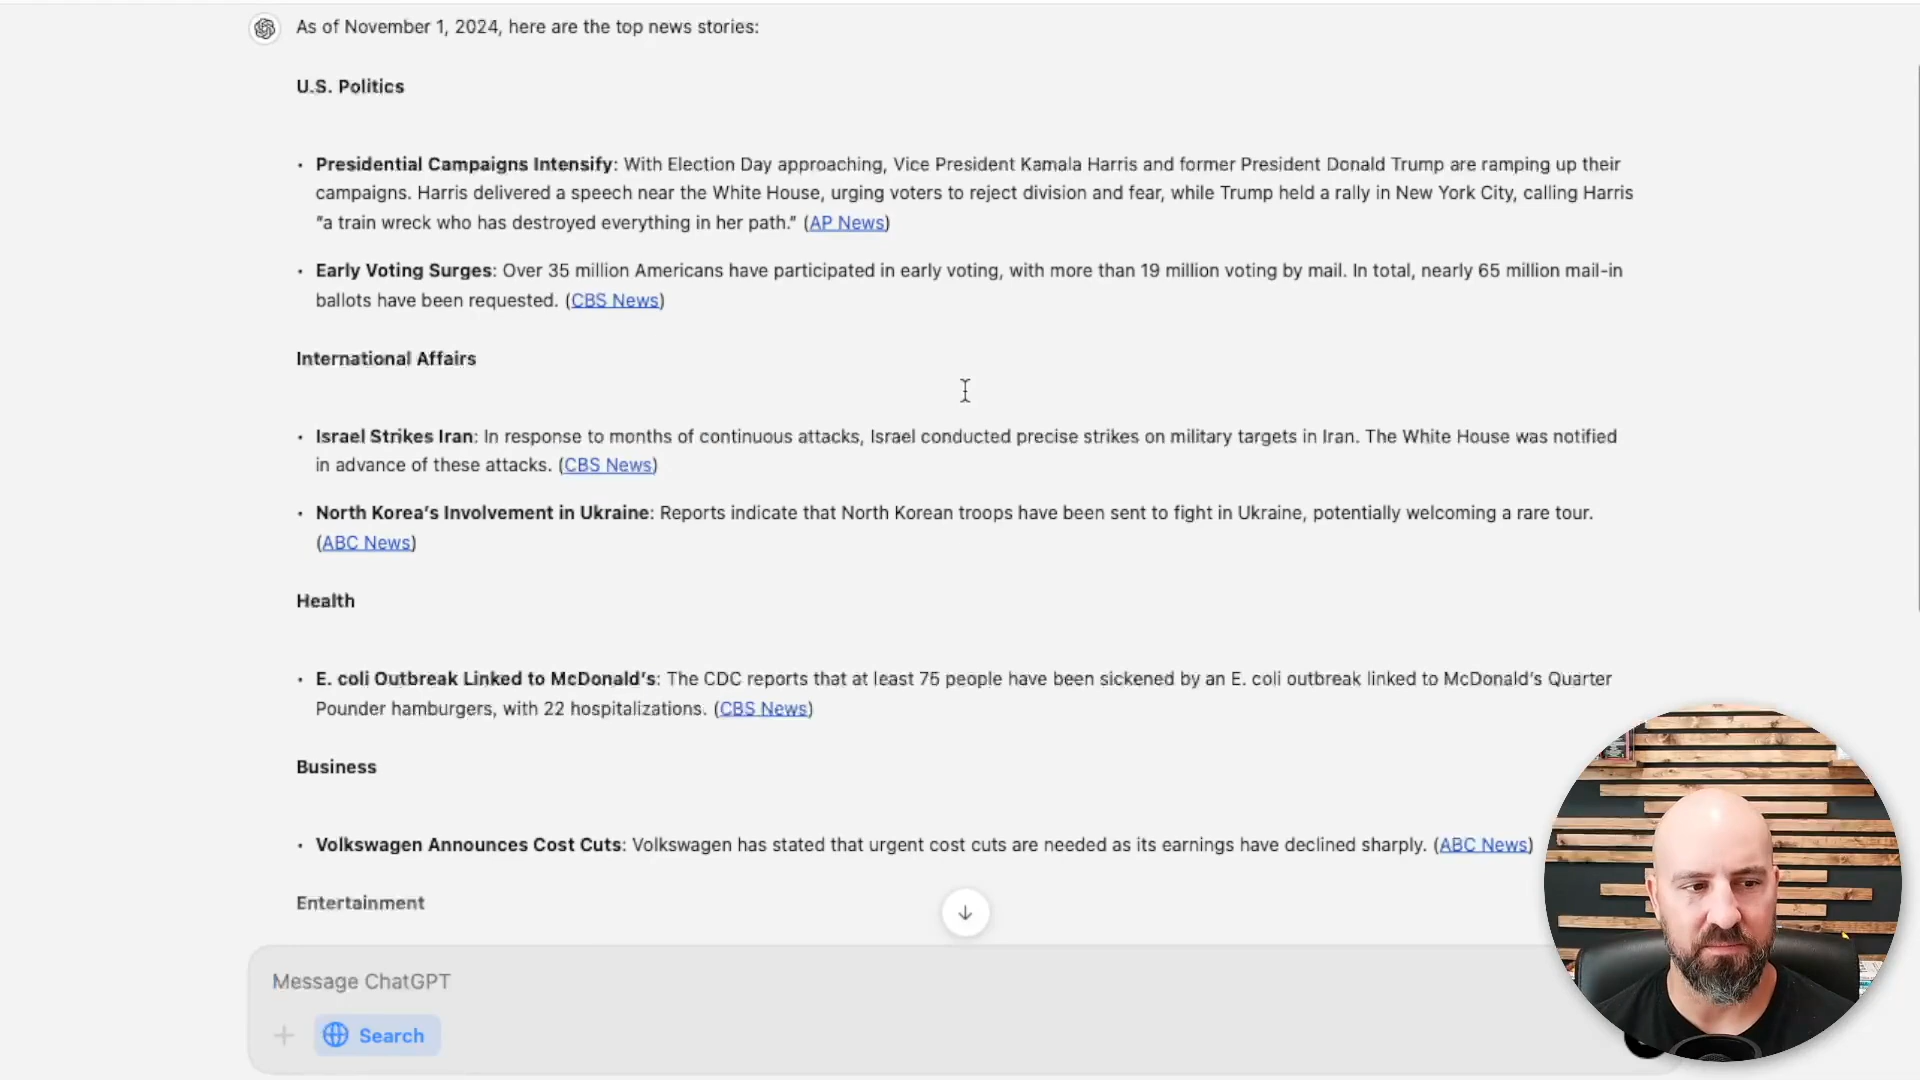 As of November 1, 2024, here are the top news stories:
U.S. Politics
• Presidential Campaigns Intensify: With Election Day approaching, Vice President Kamala Harris and former President Donald Trump are ramping up their
campaigns. Harris delivered a speech near the White House, urging voters to reject division and fear, while Trump held a rally in New York City, calling Harris
"a train wreck who has destroyed everything in her path." (AP News)
• Early Voting Surges: Over 35 million Americans have participated in early voting, with more than 19 million voting by mail. In total, nearly 65 million mail-in
ballots have been requested. (CBS News)
International Affairs
• Israel Strikes Iran: In response to months of continuous attacks, Israel conducted precise strikes on military targets in Iran. The White House was notified
in advance of these attacks. (CBS News)
• North Korea's Involvement in Ukraine: Reports indicate that North Korean troops have been sent to fight in Ukraine, potentially welcoming a rare tour.
(ABC News)
Health
• E. coli Outbreak Linked to McDonald's: The CDC reports that at least 75 people have been sickened by an E. coli outbreak linked to McDonald's Quarter
Pounder hamburgers, with 22 hospitalizations. (CBS News)
Business
• Volkswagen Announces Cost Cuts: Volkswagen has stated that urgent cost cuts are needed as its earnings have declined sharply. (ABC News)
Entertainment
Message ChatGPT
Search